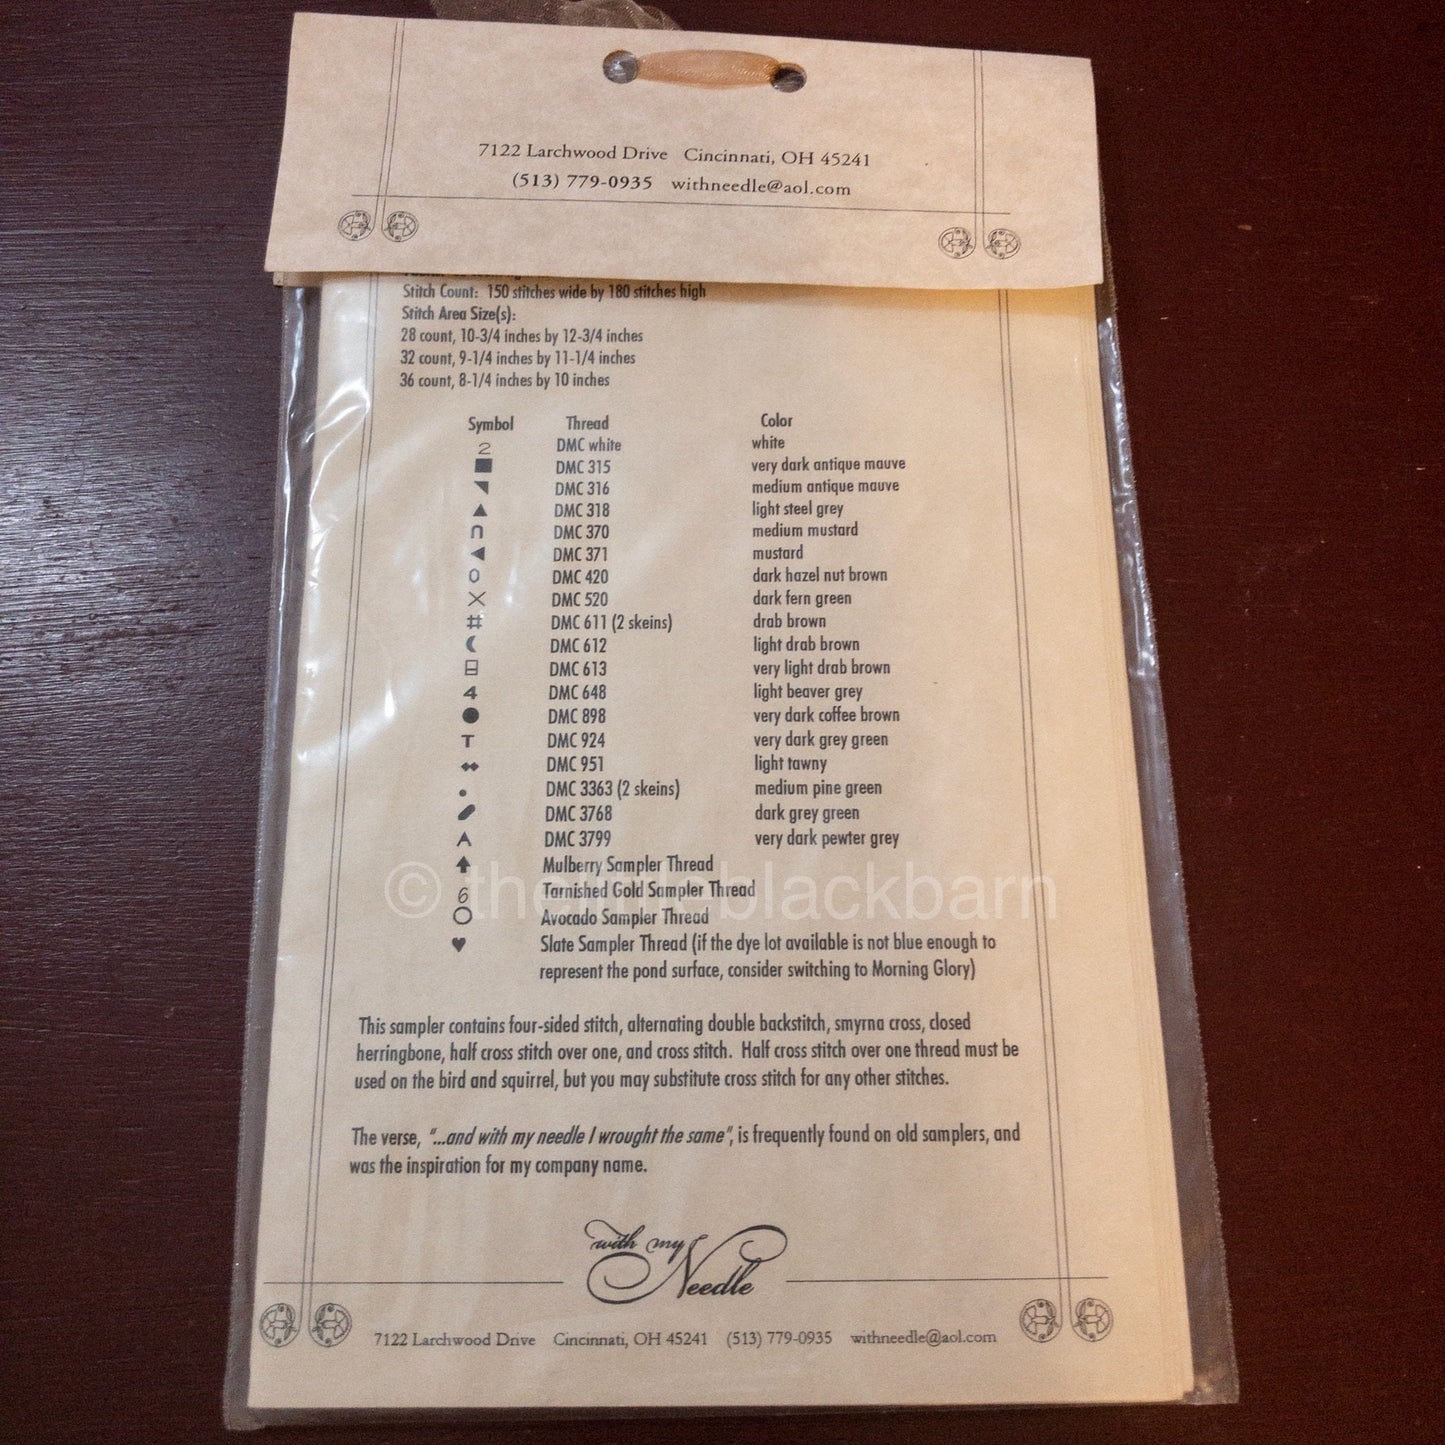 7122 Larchwood Drive Cincinnati, OH 45241
(513) 779-0935 withneedle@aol.com
Stitch Count: 150 stitches wide by 180 stitches high
Stitch Area Size(s):
28 count, 10-3/4 inches by 12-3/4 inches
32 count, 9-1/4 inches by 11-1/4 inches
36 count, 8-1/4 inches by 10 inches
Symbol Thread Color
2 DMC white white
■ DMC 315 very dark antique mauve
◥ DMC 316 medium antique mauve
▲ DMC 318 light steel grey
∩ DMC 370 medium mustard
◀ DMC 371 mustard
0 DMC 420 dark hazel nut brown
X DMC 520 dark fern green
# DMC 611 (2 skeins) drab brown
☾ DMC 612 light drab brown
⊟ DMC 613 very light drab brown
4 DMC 648 light beaver grey
● DMC 898 very dark coffee brown
T DMC 924 very dark grey green
◆◆ DMC 951 light tawny
• DMC 3363 (2 skeins) medium pine green
DMC 3768 dark grey green
Λ DMC 3799 very dark pewter grey
⬆ Mulberry Sampler Thread
6 Tarnished Gold Sampler Thread
O Avocado Sampler Thread
♥ Slate Sampler Thread (if the dye lot available is not blue enough to
represent the pond surface, consider switching to Morning Glory)
© thelittleblackbarn
This sampler contains four-sided stitch, alternating double backstitch, smyrna cross, closed
herringbone, half cross stitch over one, and cross stitch. Half cross stitch over one thread must be
used on the bird and squirrel, but you may substitute cross stitch for any other stitches.
The verse, "...and with my needle I wrought the same", is frequently found on old samplers, and
was the inspiration for my company name.
with my
Needle
7122 Larchwood Drive Cincinnati, OH 45241 (513) 779-0935 withneedle@aol.com